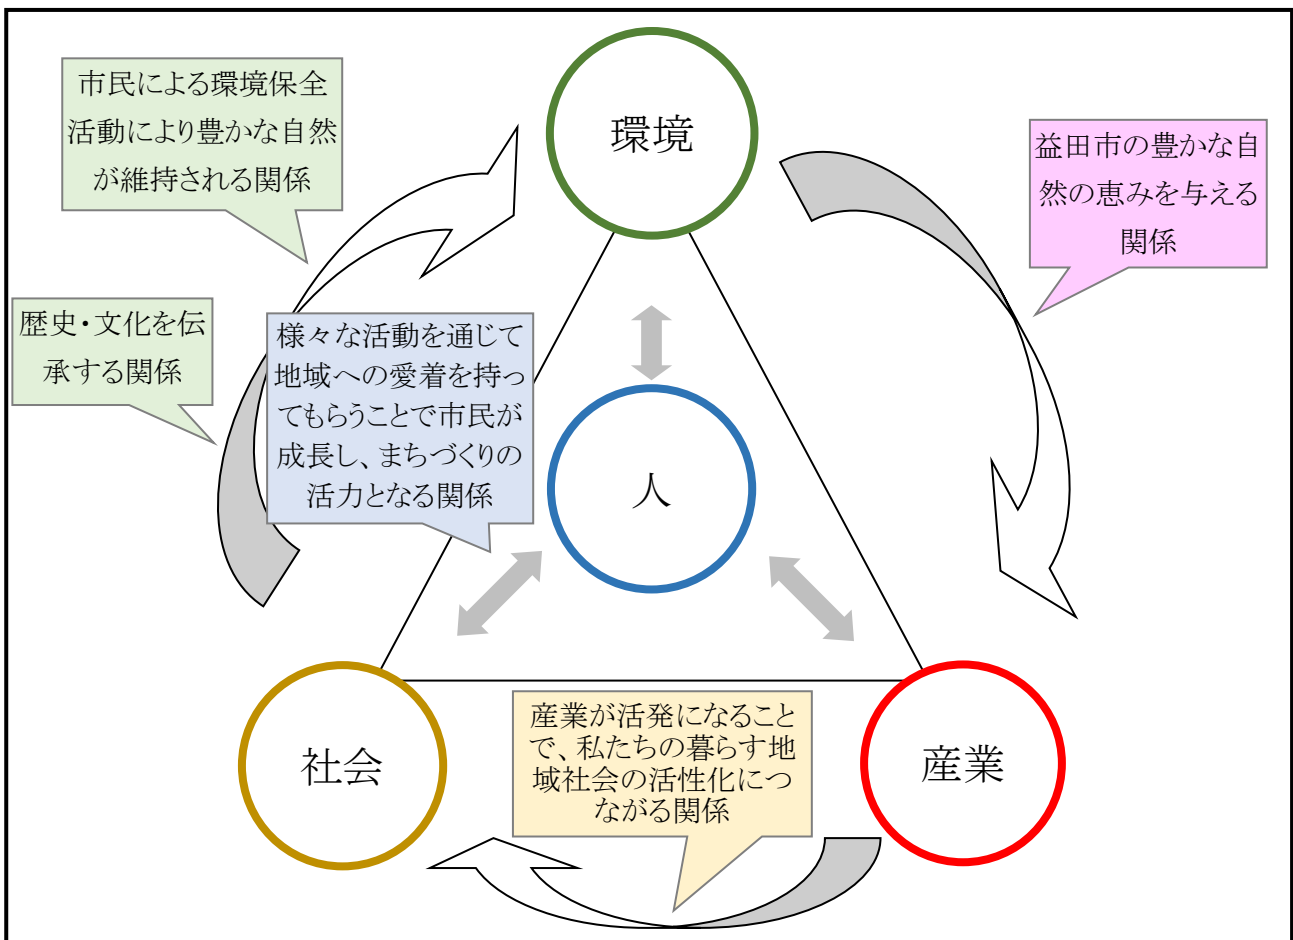 市民による環境保全
活動により豊かな自然
が維持される関係
環境
益田市の豊かな自
然の恵みを与える
関係
歴史・文化を伝
承する関係
様々な活動を通じて
地域への愛着を持っ
てもらうことで市民が
成長し、まちづくりの
活力となる関係
人
社会
産業が活発になること
で、私たちの暮らす地
域社会の活性化につ
ながる関係
産業